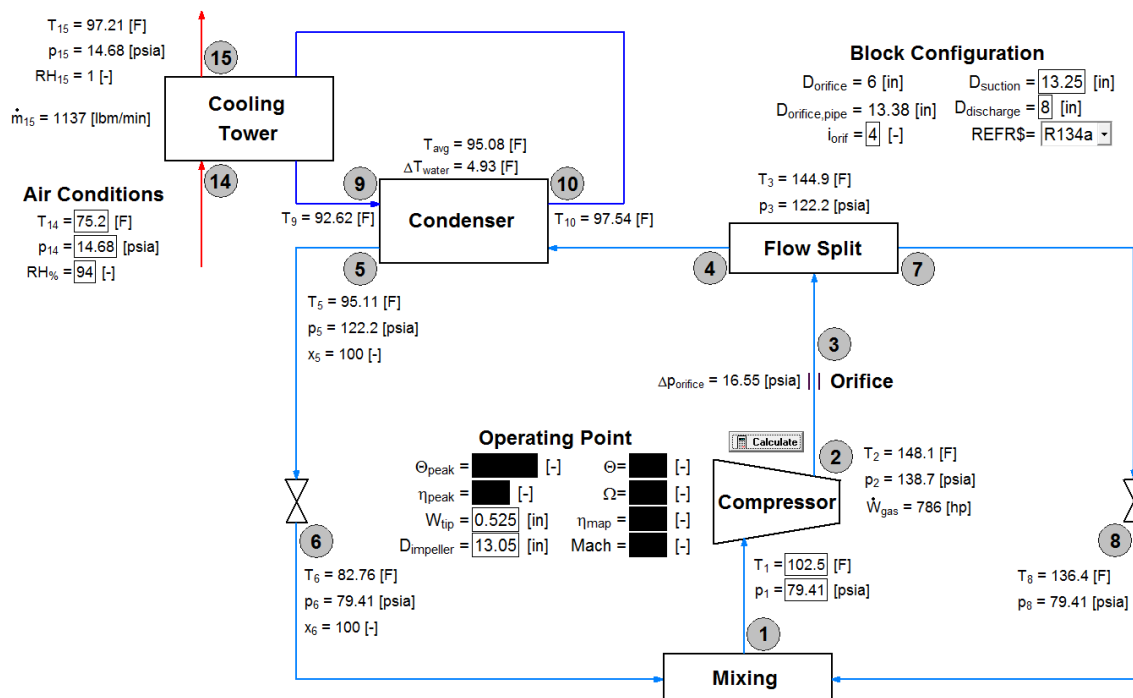 T15 = 97.21 [F]
p15 = 14.68 [psia]
RH15 = 1 [-]
ṁ15 = 1137 [lbm/min]
15
Cooling
Tower
14
Air Conditions
T14 = 75.2 [F]
p14 = 14.68 [psia]
RH% = 94 [-]
Tavg = 95.08 [F]
ΔTwater = 4.93 [F]
9
10
Condenser
T9 = 92.62 [F]
T10 = 97.54 [F]
5
T5 = 95.11 [F]
p5 = 122.2 [psia]
x5 = 100 [-]
Block Configuration
Dorifice = 6 [in]
Dsuction = 13.25 [in]
Dorifice,pipe = 13.38 [in]
Ddischarge = 8 [in]
iorif = 4 [-]
REFR$= R134a
T3 = 144.9 [F]
p3 = 122.2 [psia]
Flow Split
4
7
3
Δporifice = 16.55 [psia]
Orifice
Calculate
Operating Point
Θpeak = [-]
Θ= [-]
ηpeak = [-]
Ω= [-]
Wtip = 0.525 [in]
ηmap = [-]
Dimpeller = 13.05 [in]
Mach = [-]
2
Compressor
T2 = 148.1 [F]
p2 = 138.7 [psia]
Ẇgas = 786 [hp]
6
T6 = 82.76 [F]
p6 = 79.41 [psia]
x6 = 100 [-]
T1 = 102.5 [F]
p1 = 79.41 [psia]
8
T8 = 136.4 [F]
p8 = 79.41 [psia]
1
Mixing